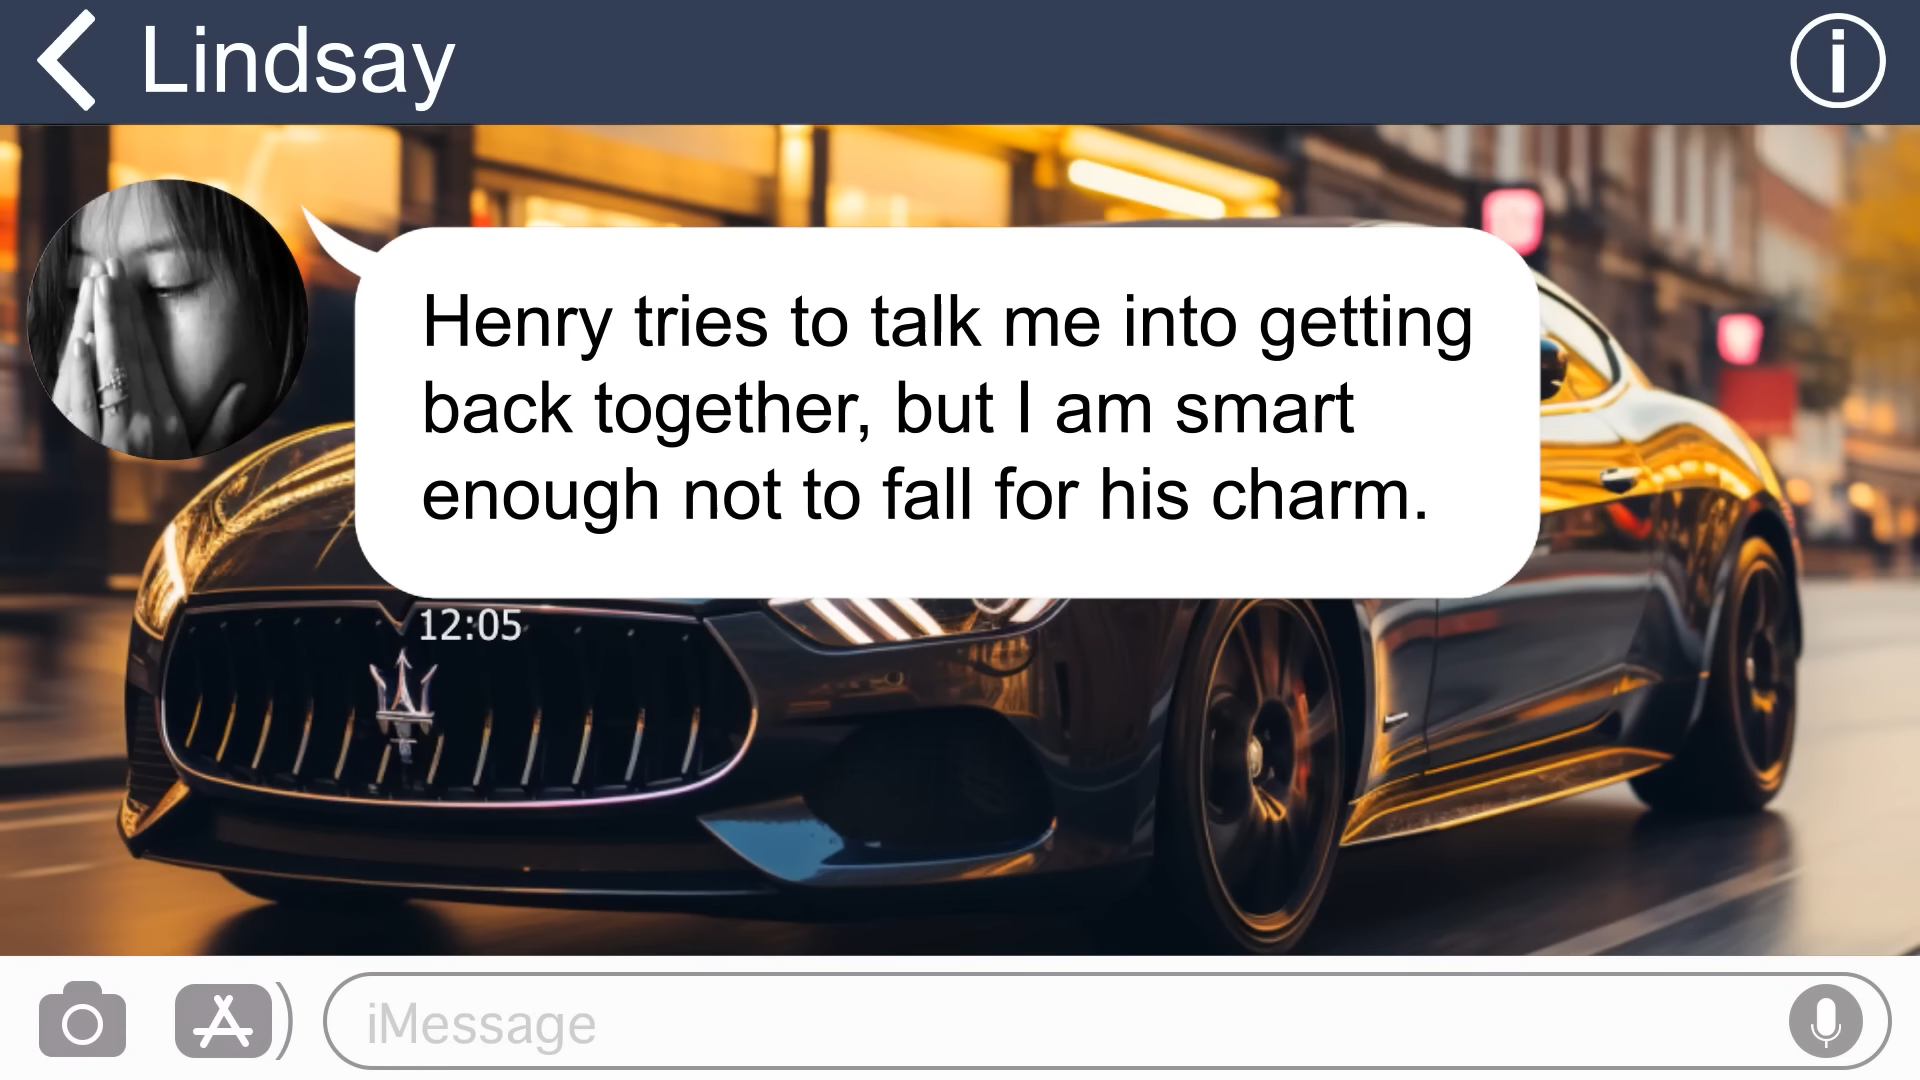 Lindsay
Henry tries to talk me into getting
back together, but I am smart
enough not to fall for his charm.
12:05
iMessage